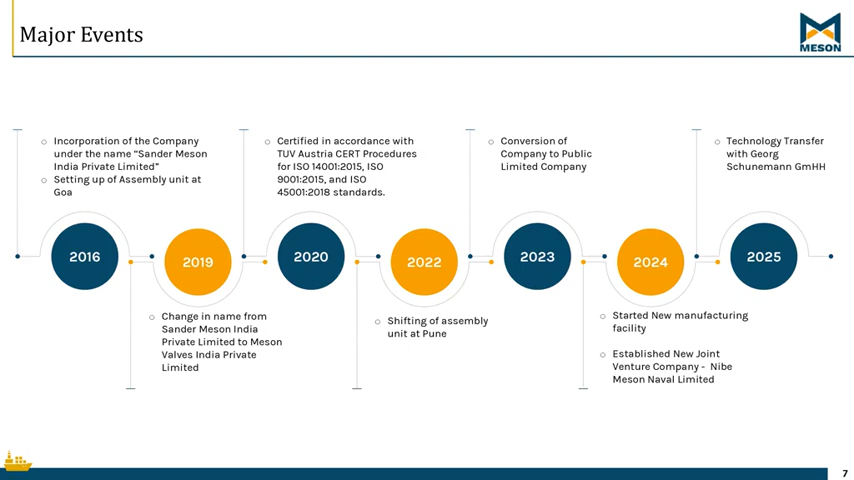 Major Events
MESON
○ Incorporation of the Company
under the name “Sander Meson
India Private Limited”
○ Setting up of Assembly unit at
Goa
○ Certified in accordance with
TUV Austria CERT Procedures
for ISO 14001:2015, ISO
9001:2015, and ISO
45001:2018 standards.
○ Conversion of
Company to Public
Limited Company
○ Technology Transfer
with Georg
Schunemann GmHH
2016
2019
2020
2022
2023
2024
2025
○ Change in name from
Sander Meson India
Private Limited to Meson
Valves India Private
Limited
○ Shifting of assembly
unit at Pune
○ Started New manufacturing
facility
○ Established New Joint
Venture Company - Nibe
Meson Naval Limited
7